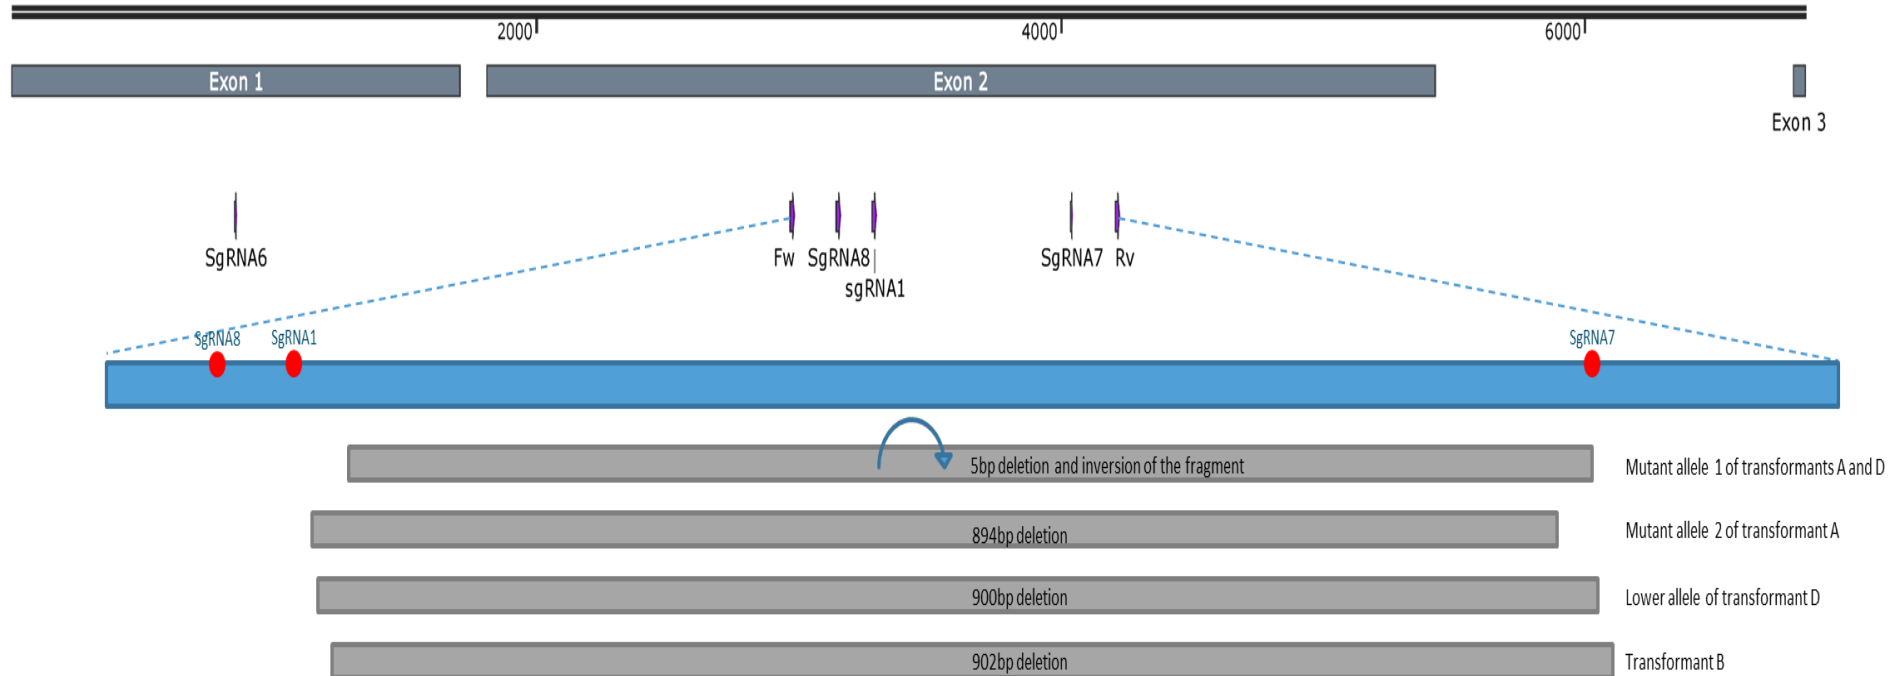 2000
4000
6000
Exon 1
Exon 2
Exon 3
SgRNA6
Fw
SgRNA8
sgRNA1
SgRNA7
Rv
SgRNA8
SgRNA1
SgRNA7
5bp deletion and inversion of the fragment
Mutant allele 1 of transformants A and D
894bp deletion
Mutant allele 2 of transformant A
900bp deletion
Lower allele of transformant D
902bp deletion
Transformant B